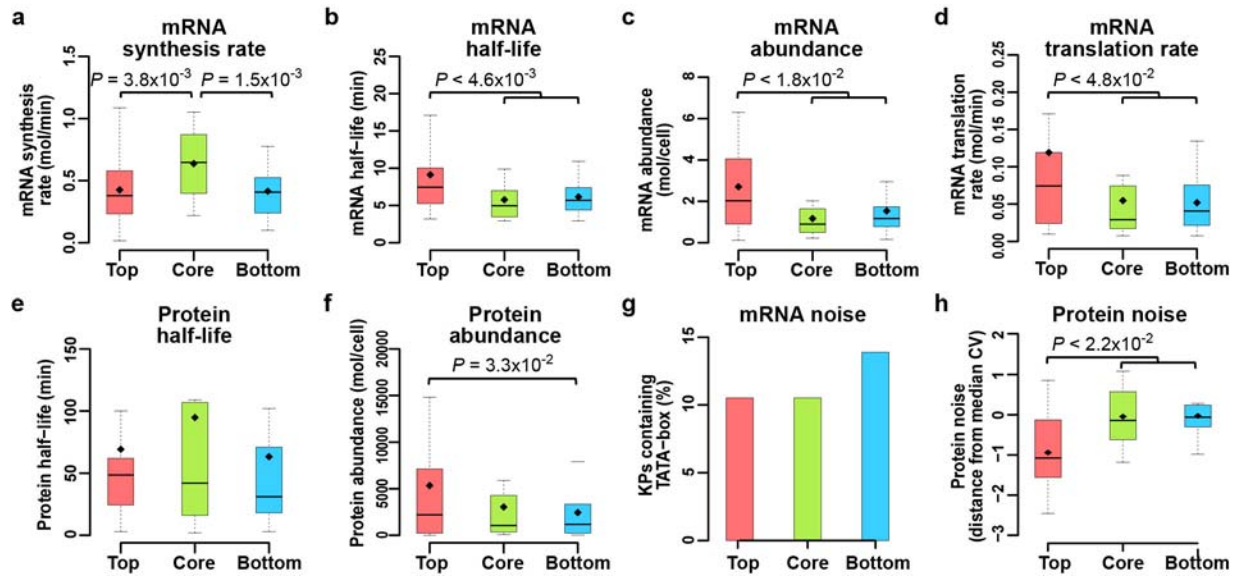 a
mRNA
synthesis rate
mRNA synthesis
rate (mol/min)
1.5
1.0
0.5
0.0
P = 3.8x10⁻³
P = 1.5x10⁻³
Top Core Bottom
b
mRNA
half-life
mRNA half-life (min)
25
20
15
10
5
0
P < 4.6x10⁻³
Top Core Bottom
c
mRNA
abundance
mRNA abundance
(mol/cell)
8
6
4
2
0
P < 1.8x10⁻²
Top Core Bottom
d
mRNA
translation rate
mRNA translation
rate (mol/min)
0.25
0.20
0.15
0.10
0.05
0.00
P < 4.8x10⁻²
Top Core Bottom
e
Protein
half-life
Protein half-life (min)
150
100
50
0
Top Core Bottom
f
Protein
abundance
Protein abundance (mol/cell)
20000
15000
10000
5000
0
P = 3.3x10⁻²
Top Core Bottom
g
mRNA noise
KPs containing
TATA-box (%)
15
10
5
0
Top Core Bottom
h
Protein noise
Protein noise
(distance from median CV)
2
1
0
-1
-2
-3
P < 2.2x10⁻²
Top Core Bottom